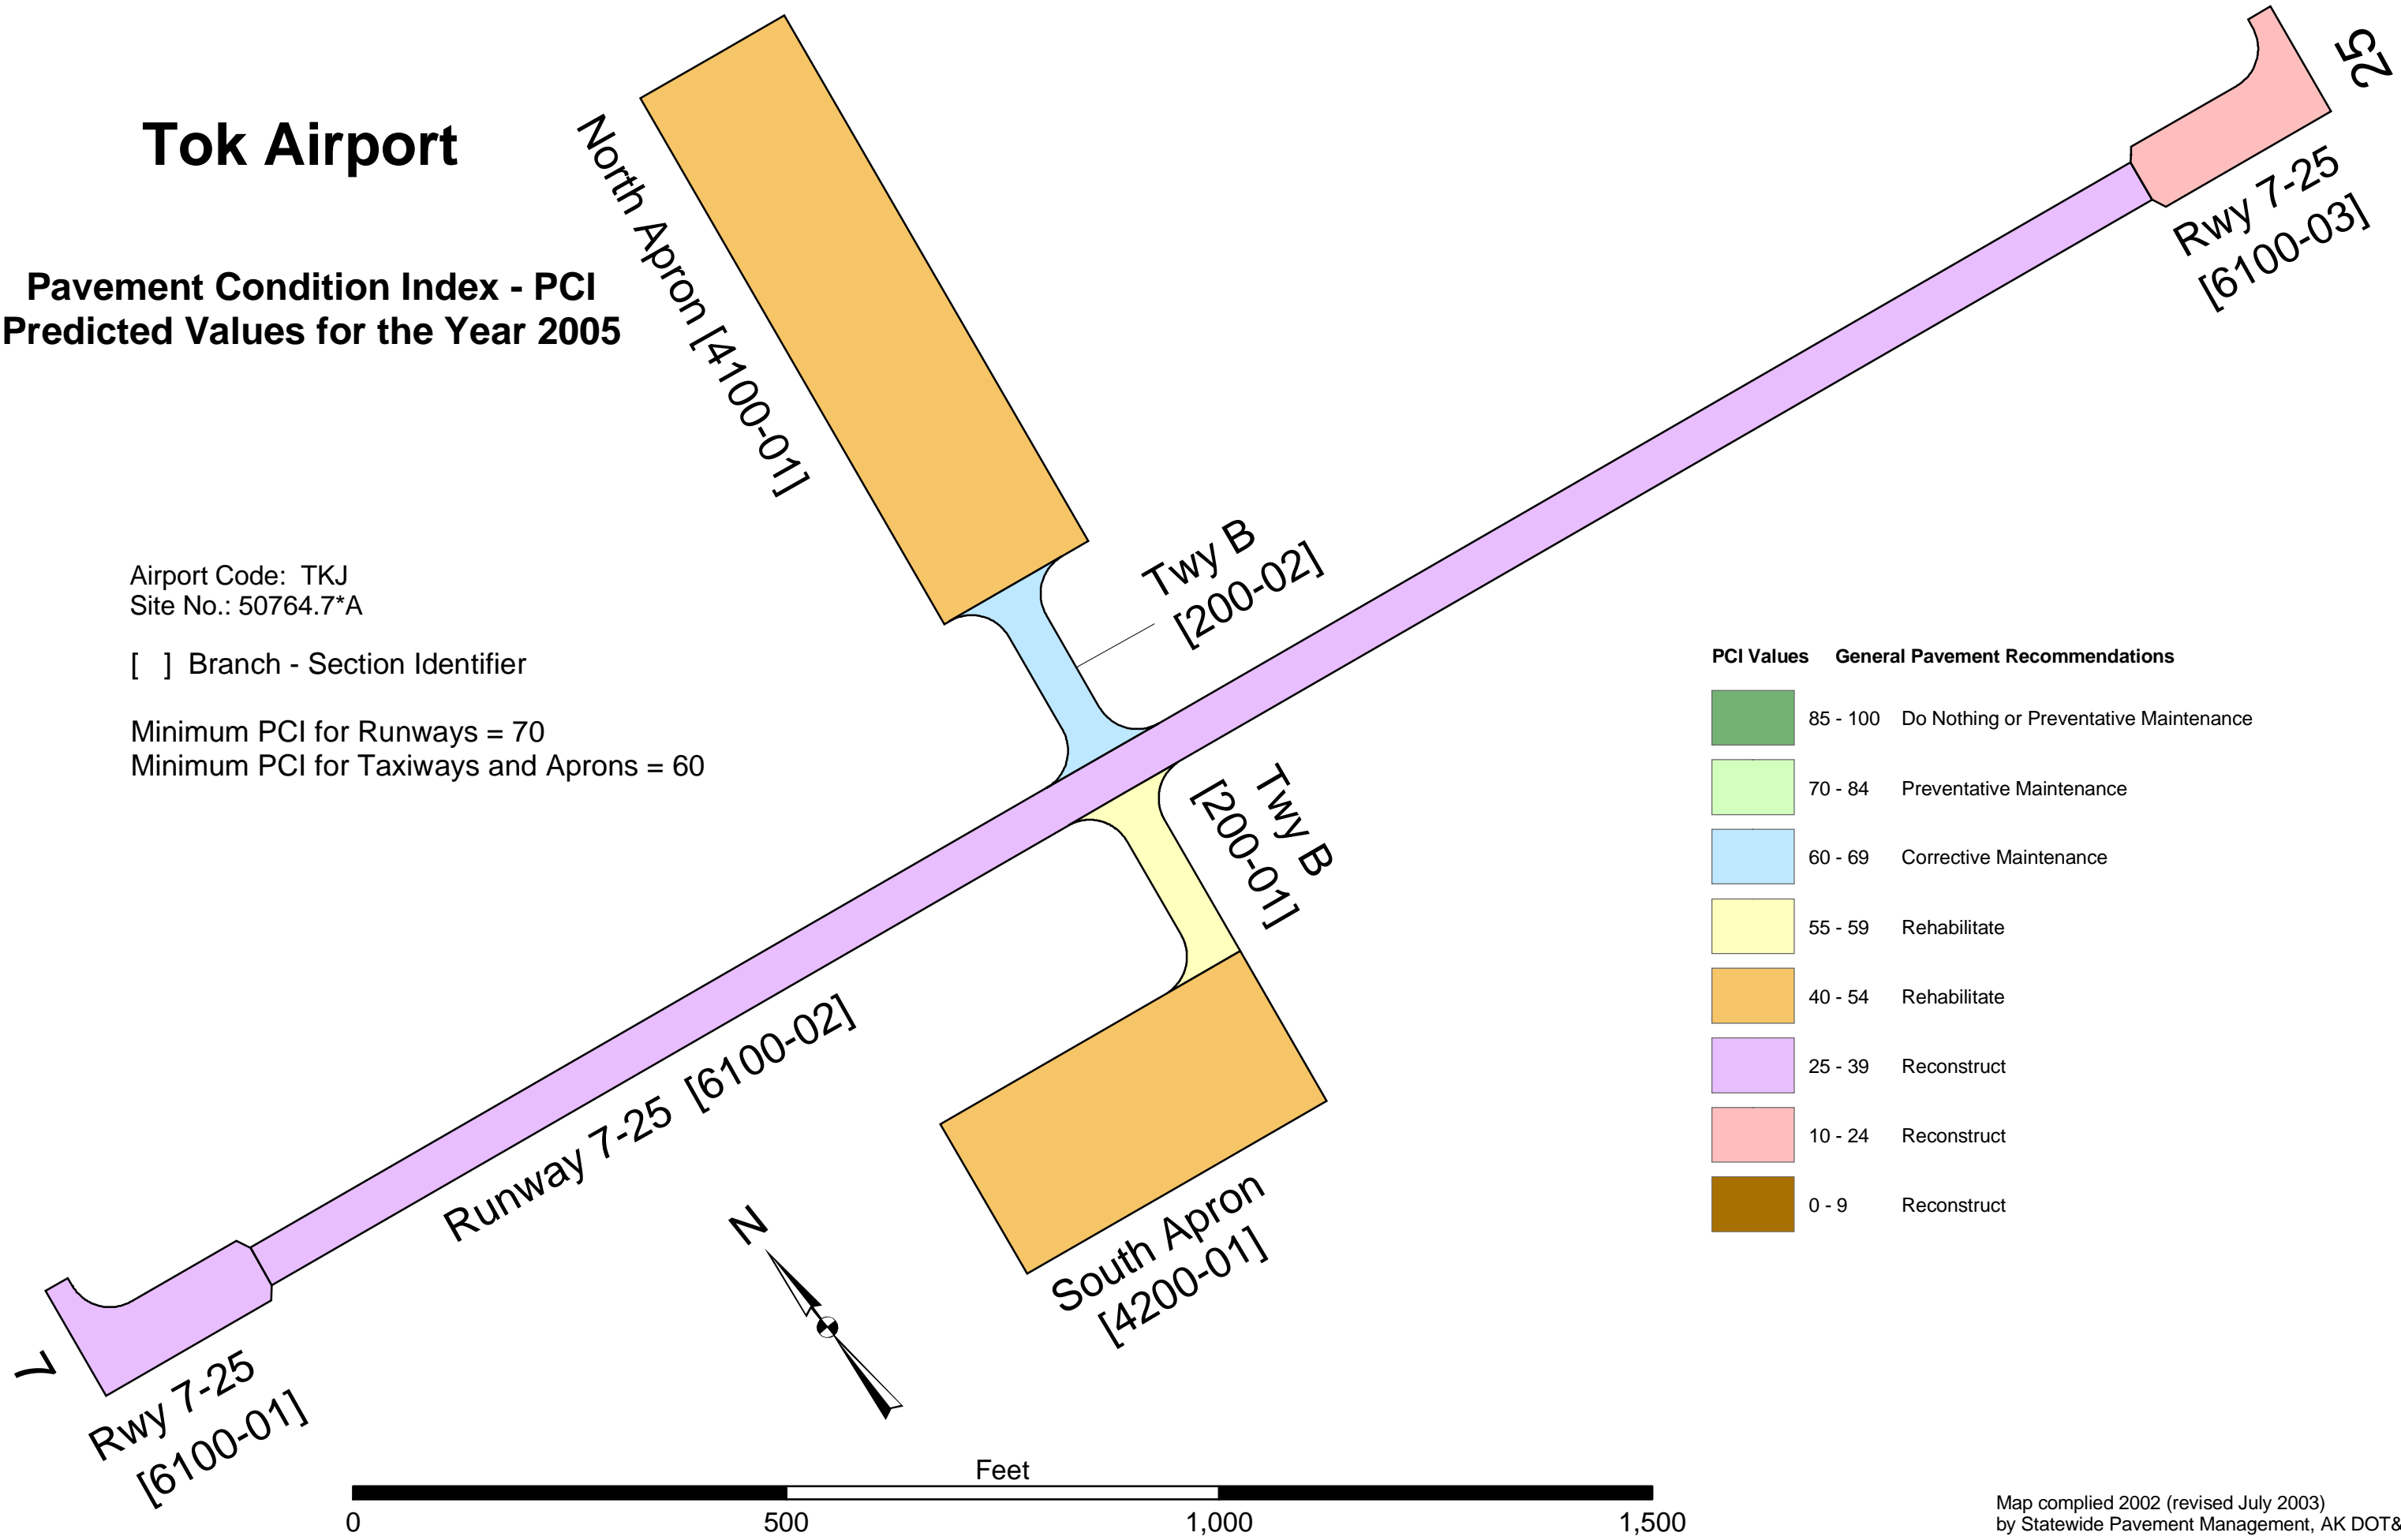 Tok Airport
Pavement Condition Index - PCI
Predicted Values for the Year 2005
Airport Code:  TKJ
Site No.: 50764.7*A
[   ]  Branch - Section Identifier
Minimum PCI for Runways = 70
Minimum PCI for Taxiways and Aprons = 60
North Apron [4100-01]
25
Rwy 7-25
[6100-03]
Twy B
[200-02]
Twy B
[200-01]
Runway 7-25  [6100-02]
South Apron
[4200-01]
7
Rwy 7-25
[6100-01]
N
PCI Values    General Pavement Recommendations
85 - 100    Do Nothing or Preventative Maintenance
70 - 84    Preventative Maintenance
60 - 69    Corrective Maintenance
55 - 59    Rehabilitate
40 - 54    Rehabilitate
25 - 39    Reconstruct
10 - 24    Reconstruct
0 - 9    Reconstruct
Feet
0    500    1,000    1,500
Map complied 2002 (revised July 2003)
by Statewide Pavement Management, AK DOT&